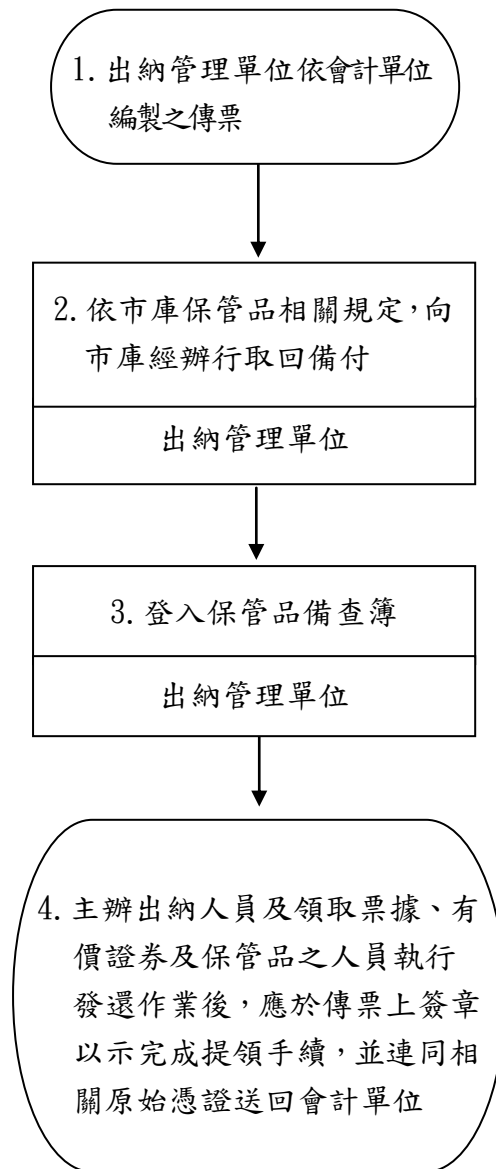 1. 出納管理單位依會計單位
編製之傳票
2. 依市庫保管品相關規定，向
市庫經辦行取回備付
出納管理單位
3. 登入保管品備查簿
出納管理單位
4. 主辦出納人員及領取票據、有
價證券及保管品之人員執行
發還作業後，應於傳票上簽章
以示完成提領手續，並連同相
關原始憑證送回會計單位